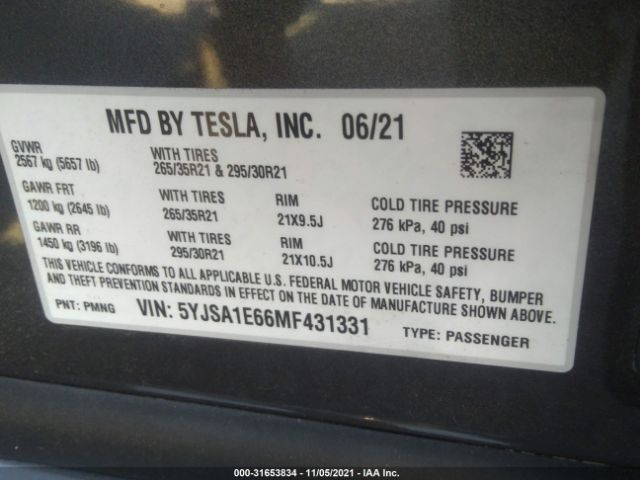 MFD BY TESLA, INC. 06/21
GVWR
2567 kg (5657 lb)
WITH TIRES
265/35R21 & 295/30R21
GAWR FRT
1200 kg (2645 lb)
WITH TIRES
265/35R21
RIM
21X9.5J
COLD TIRE PRESSURE
276 kPa, 40 psi
GAWR RR
1450 kg (3196 lb)
WITH TIRES
295/30R21
RIM
21X10.5J
COLD TIRE PRESSURE
276 kPa, 40 psi
THIS VEHICLE CONFORMS TO ALL APPLICABLE U.S. FEDERAL MOTOR VEHICLE SAFETY, BUMPER
AND THEFT PREVENTION STANDARDS IN EFFECT ON THE DATE OF MANUFACTURE SHOWN ABOVE.
PNT: PMNG
VIN: 5YJSA1E66MF431331
TYPE: PASSENGER
000-31653834 - 11/05/2021 - IAA Inc.